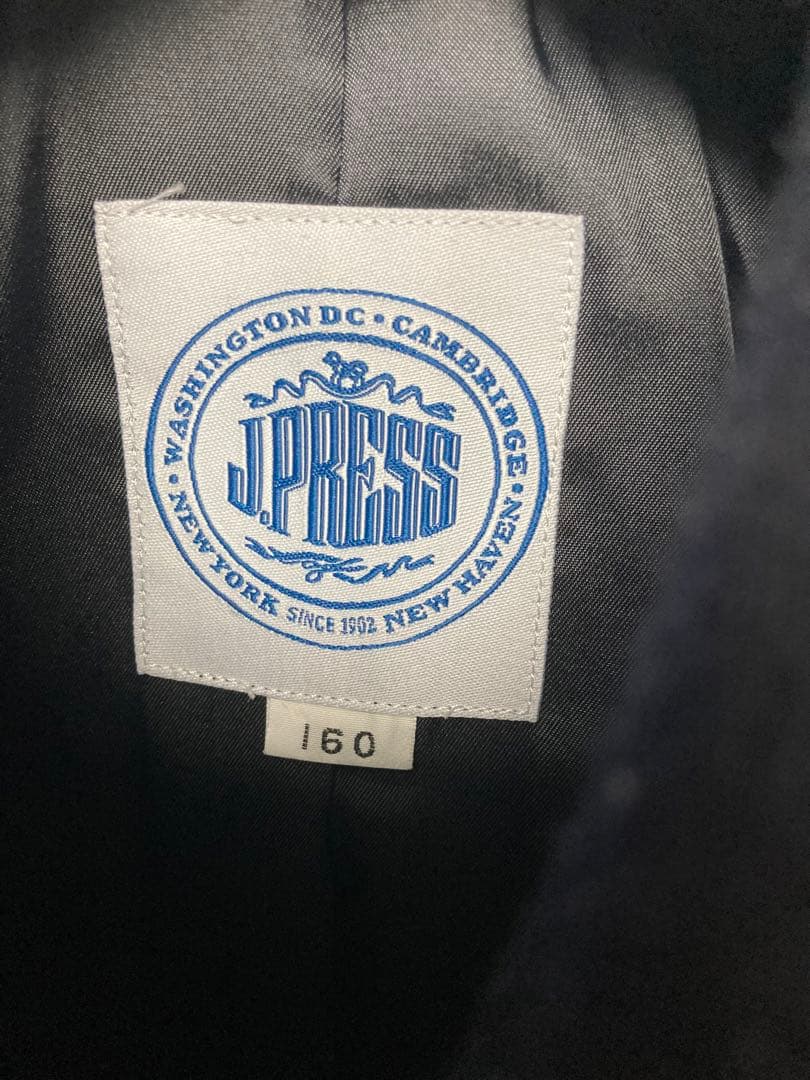 WASHINGTON DC • CAMBRIDGE •
J.PRESS
• NEW YORK SINCE 1902 NEW HAVEN
160